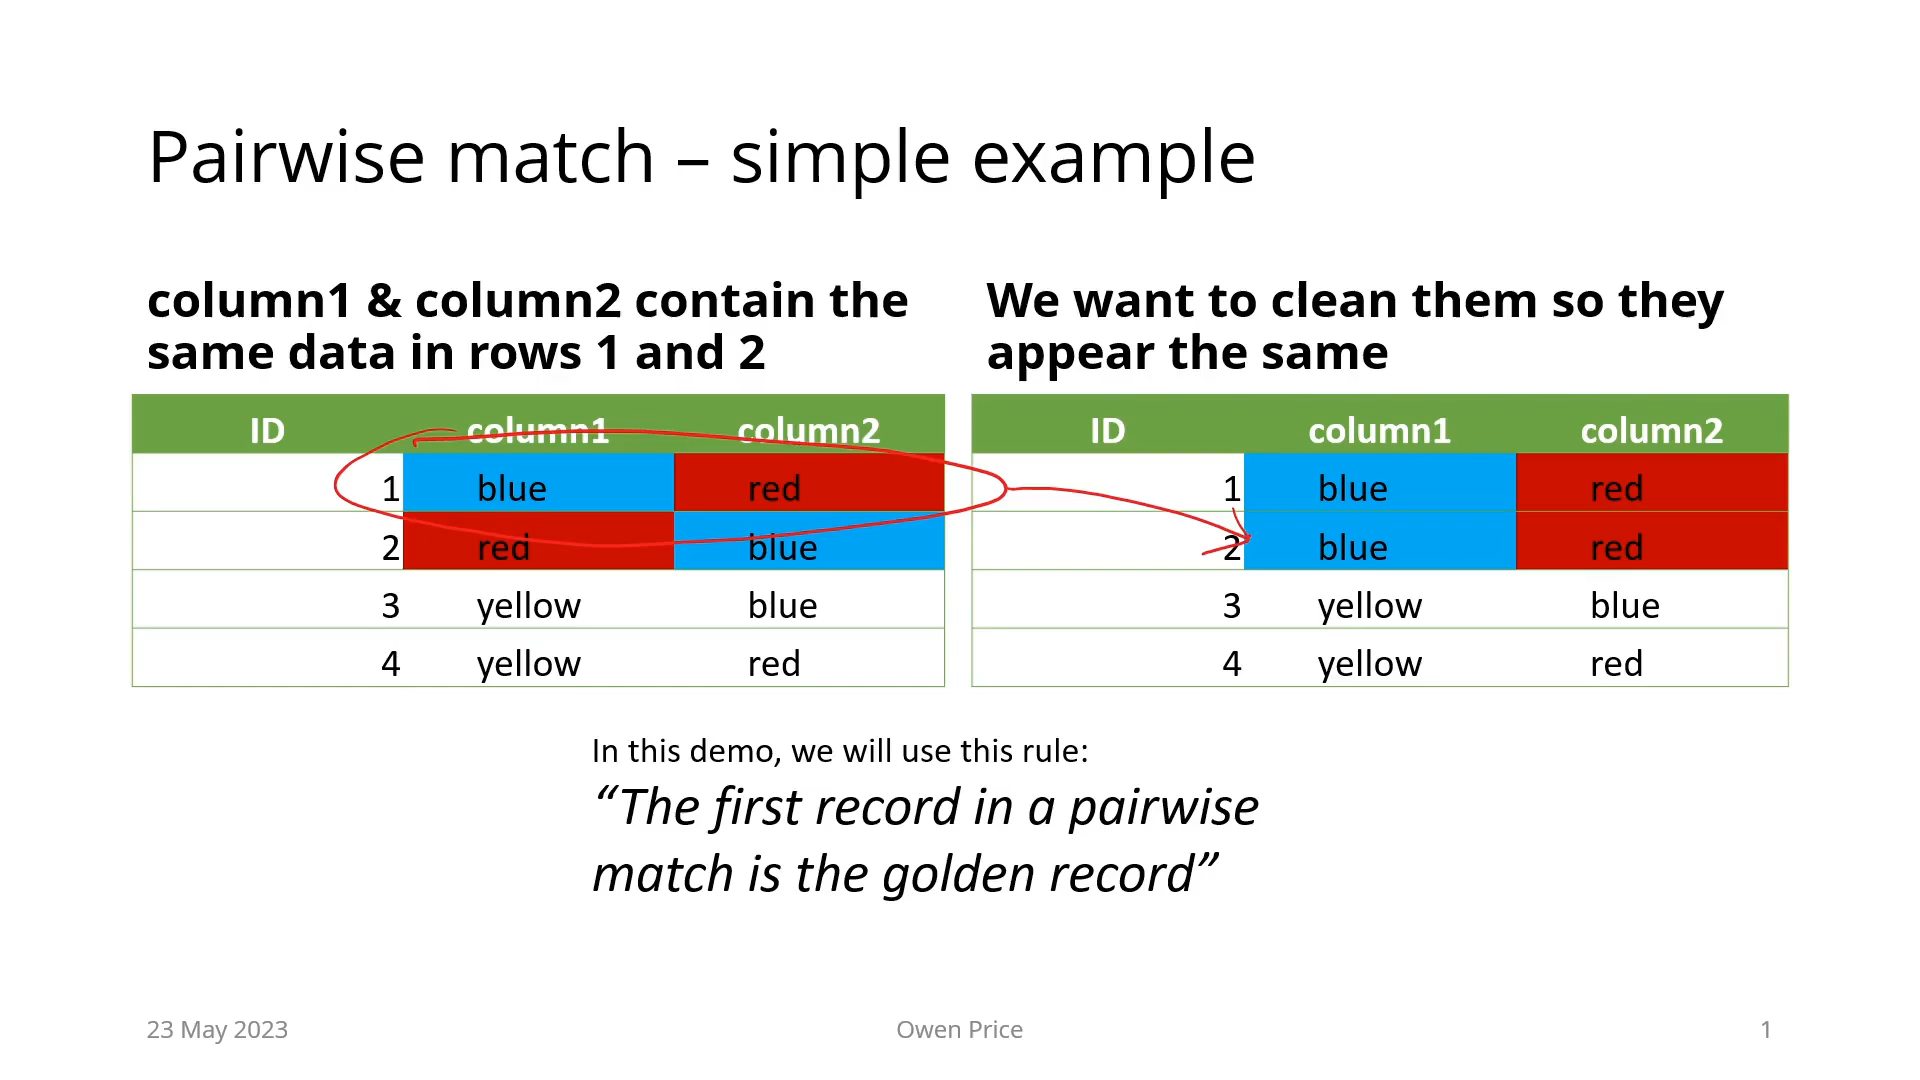 Pairwise match – simple example
column1 & column2 contain the
same data in rows 1 and 2
ID column1 column2
1 blue red
2 red blue
3 yellow blue
4 yellow red
We want to clean them so they
appear the same
ID column1 column2
1 blue red
2 blue red
3 yellow blue
4 yellow red
In this demo, we will use this rule:
“The first record in a pairwise
match is the golden record”
23 May 2023
Owen Price
1